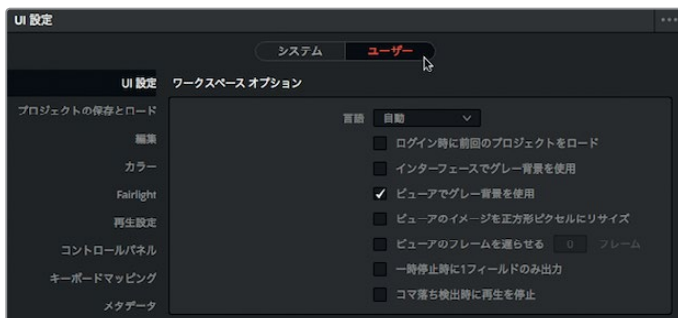 UI 設定
システム ユーザー
UI 設定
プロジェクトの保存とロード
編集
カラー
Fairlight
再生設定
コントロールパネル
キーボードマッピング
メタデータ
ワークスペース オプション
言語 自動
ログイン時に前回のプロジェクトをロード
インターフェースでグレー背景を使用
ビューアでグレー背景を使用
ビューアのイメージを正方形ピクセルにリサイズ
ビューアのフレームを遅らせる 0 フレーム
一時停止時に1フィールドのみ出力
コマ落ち検出時に再生を停止